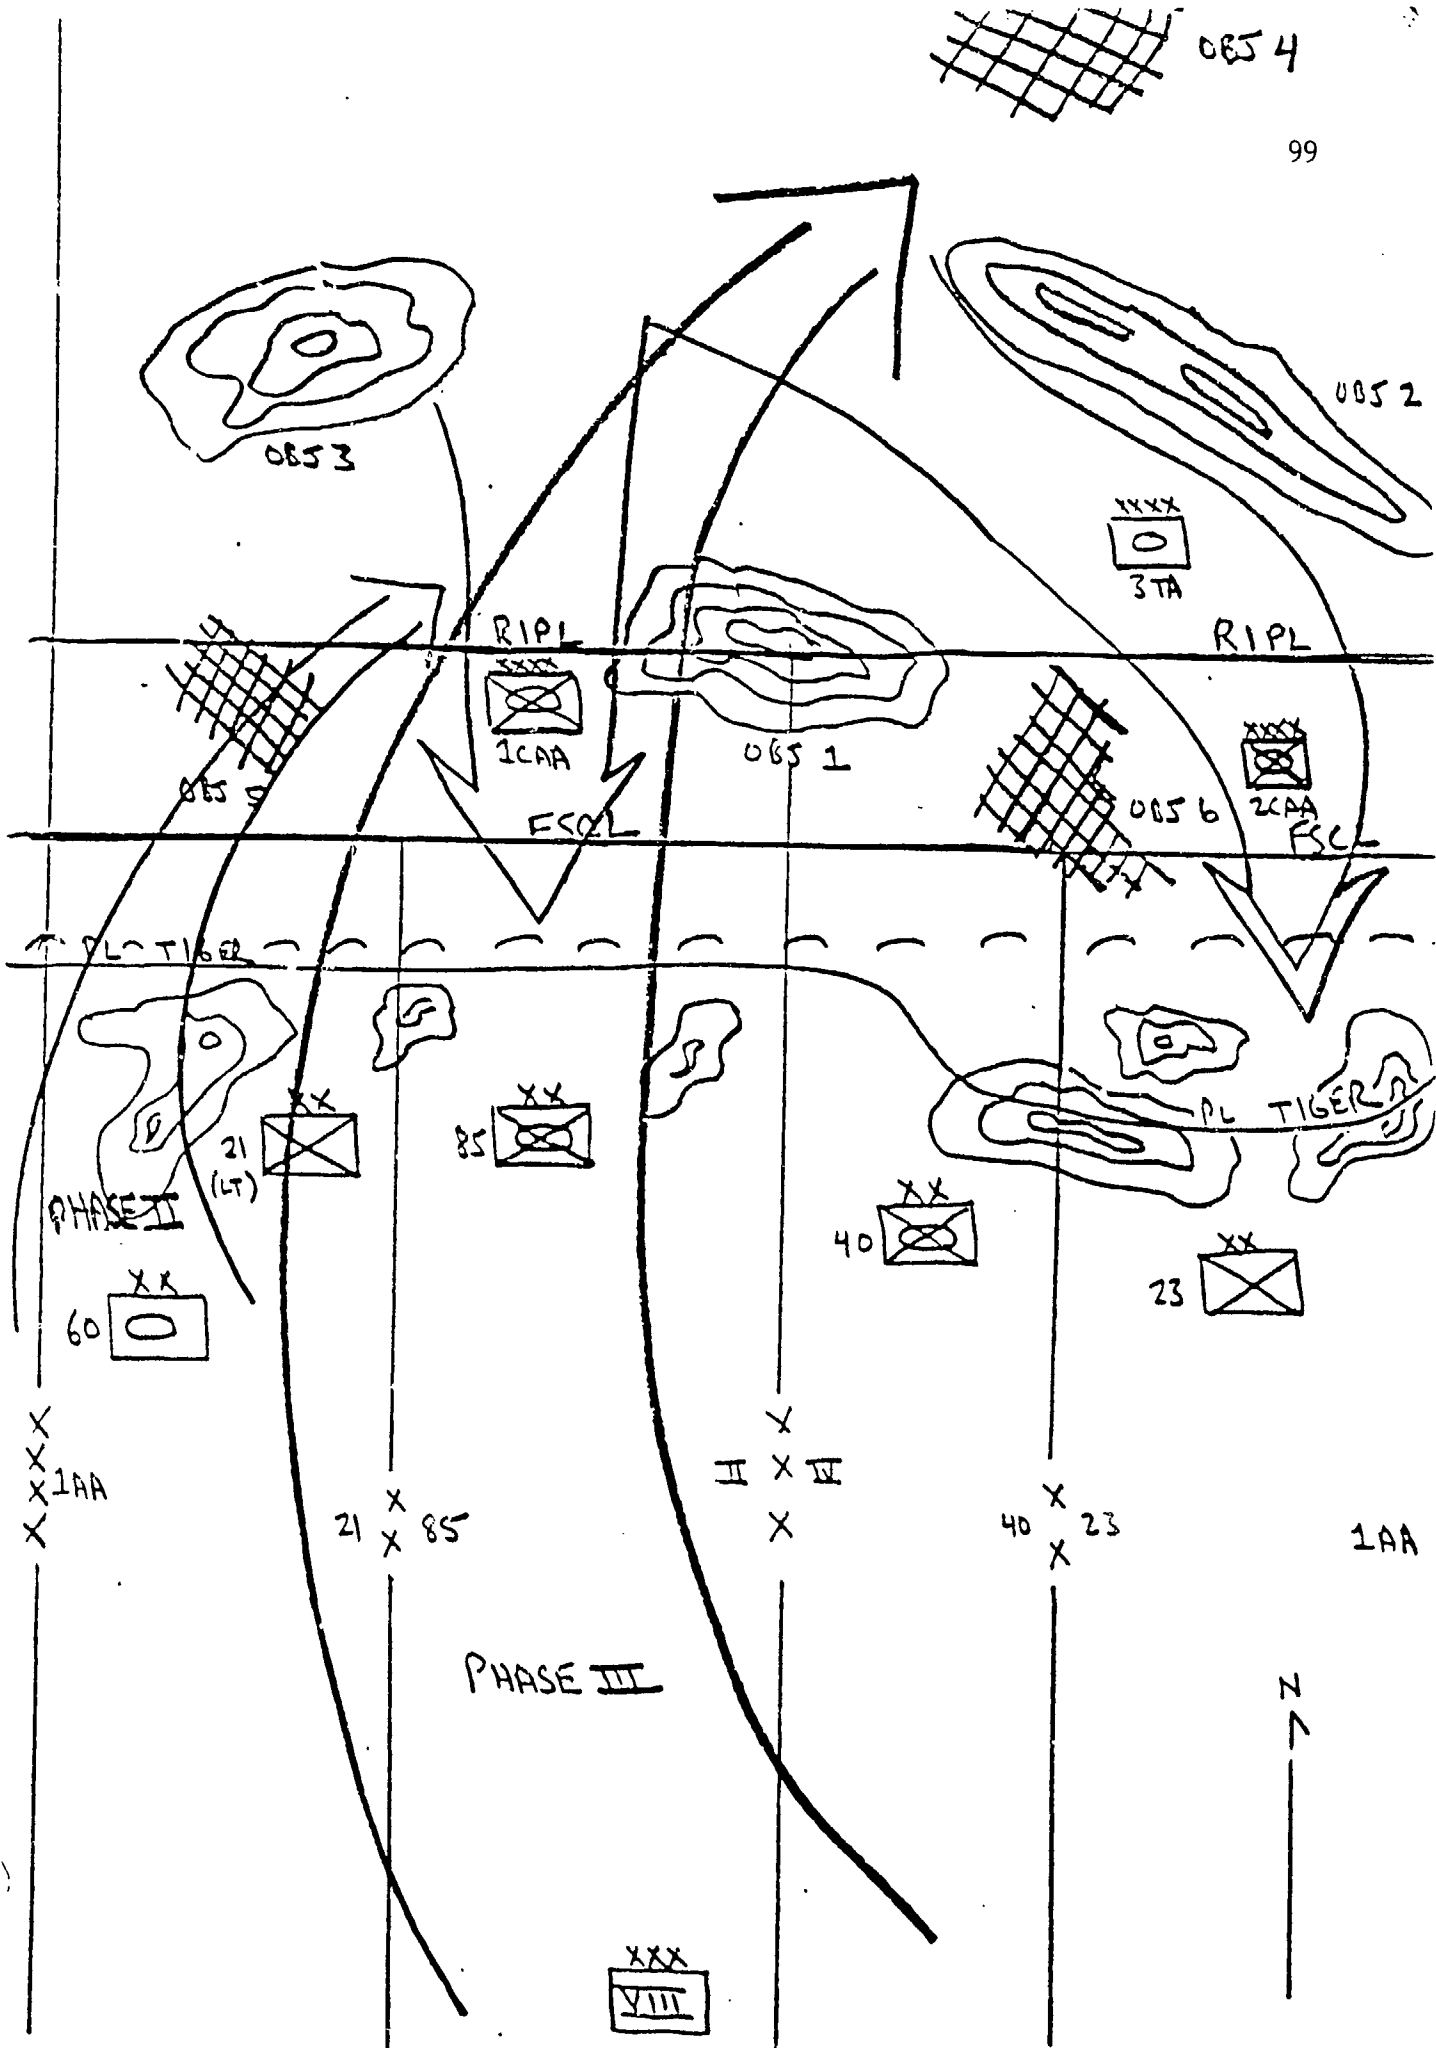 OBJ 4
99
OBJ 2
OBJ 3
XXXX
3 TA
RIPL
RIPL
XXXX
1CAA
XXXX
2CAA
OBJ 1
OBJ 5
OBJ 6
FSCL
FSCL
PL TIGER
XX
21
(LT)
XX
85
PL TIGER
PHASE II
XX
40
XX
23
XX
60
X
X
X 1AA
X
X
II X IV
X
X
21 85
X
X
40 23
X
1AA
PHASE III
N
XXX
VIII